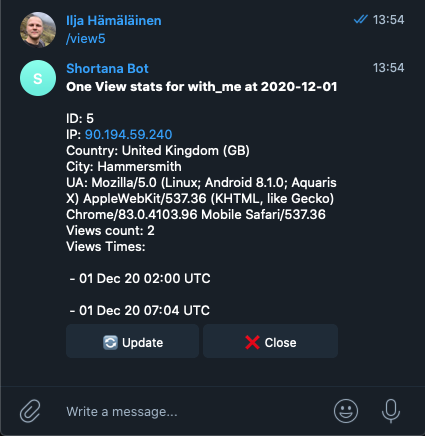 Ilja Hämäläinen
13:54
/view5
S
Shortana Bot
13:54
One View stats for with_me at 2020-12-01
ID: 5
IP: 90.194.59.240
Country: United Kingdom (GB)
City: Hammersmith
UA: Mozilla/5.0 (Linux; Android 8.1.0; Aquaris
X) AppleWebKit/537.36 (KHTML, like Gecko)
Chrome/83.0.4103.96 Mobile Safari/537.36
Views count: 2
Views Times:
- 01 Dec 20 02:00 UTC
- 01 Dec 20 07:04 UTC
Update
Close
Write a message...